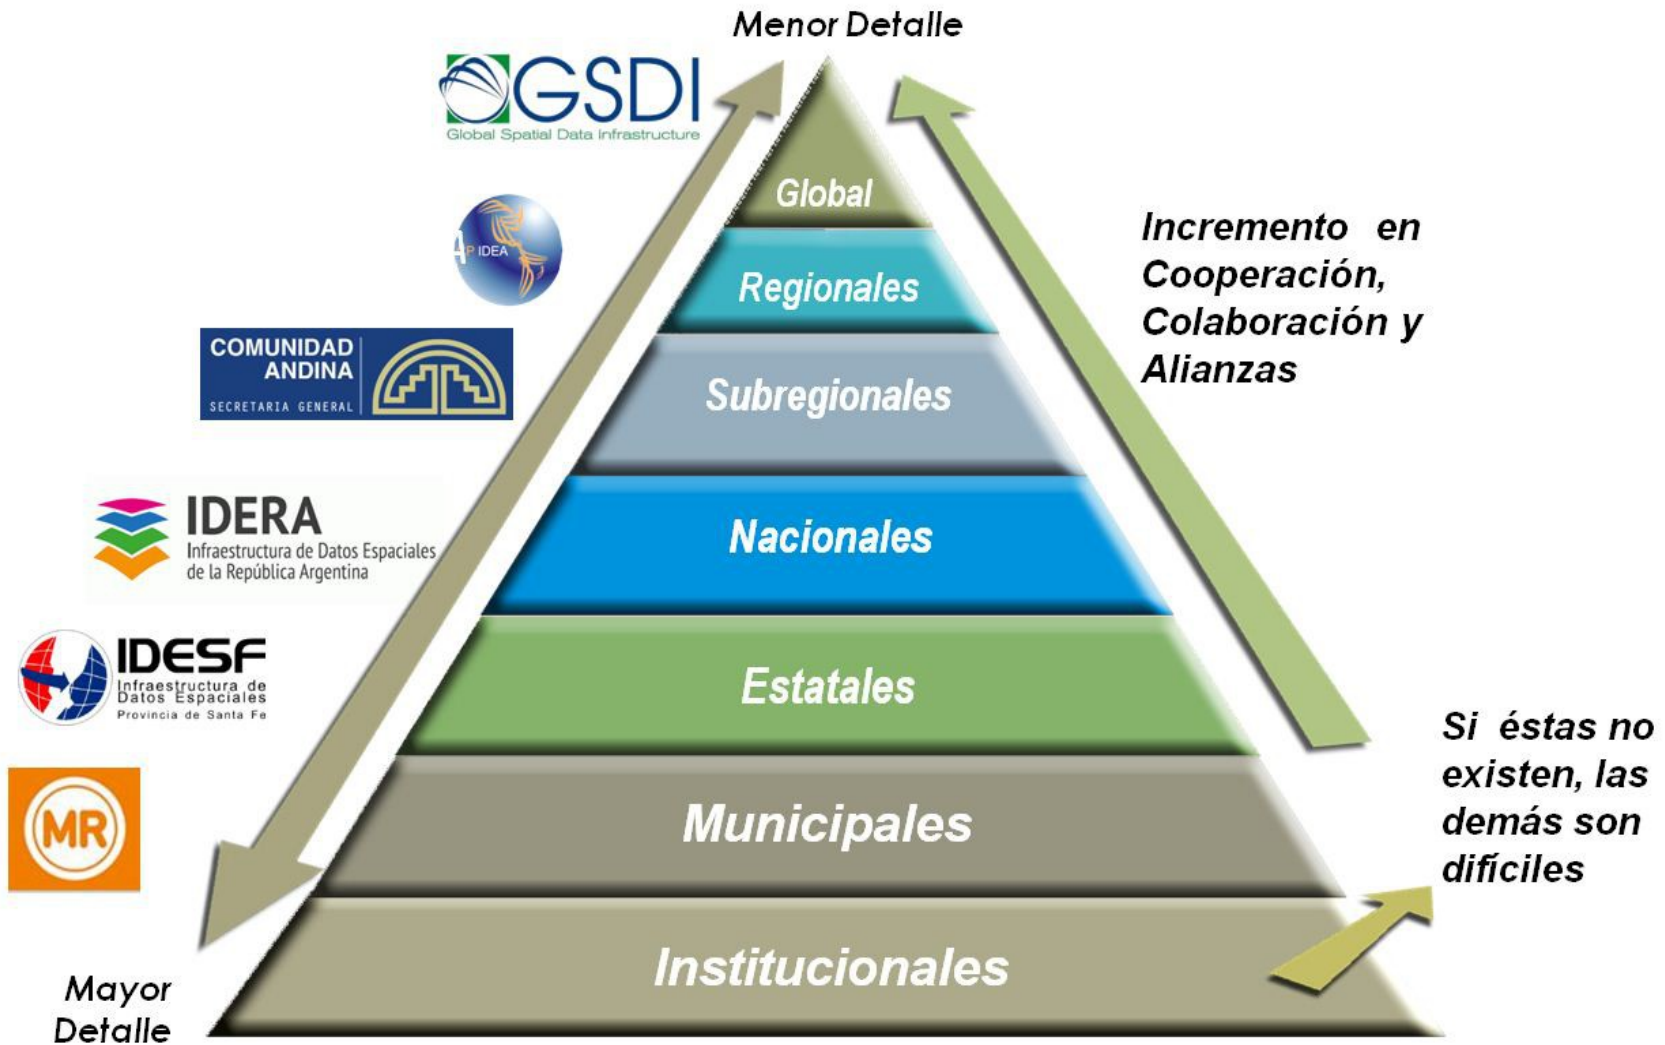 Menor Detalle
GSDI
Global Spatial Data Infrastructure
Global
IDEA
Regionales
Incremento en
Cooperación,
Colaboración y
Alianzas
COMUNIDAD
ANDINA
SECRETARIA GENERAL
Subregionales
IDERA
Infraestructura de Datos Espaciales
de la República Argentina
Nacionales
IDESF
Infraestructura de
Datos Espaciales
Provincia de Santa Fe
Estatales
Si éstas no
existen, las
demás son
difíciles
MR
Municipales
Institucionales
Mayor
Detalle